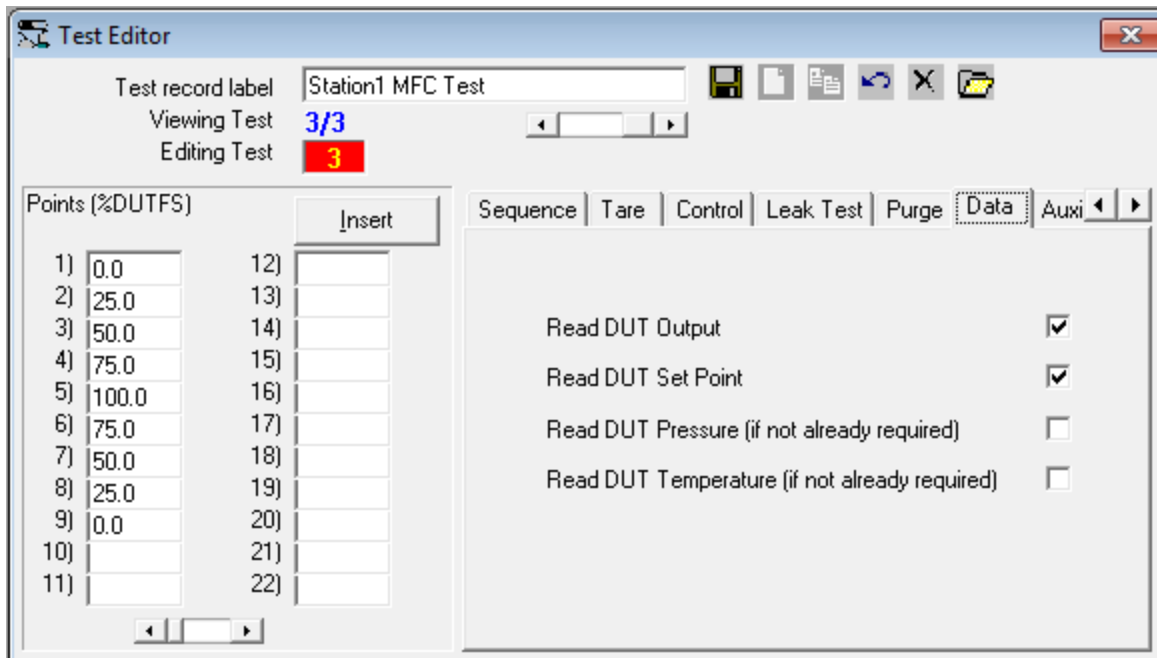 Test Editor
Test record label Station1 MFC Test
Viewing Test 3/3
Editing Test 3
Points (%DUTFS) Insert
1) 0.0 12)
2) 25.0 13)
3) 50.0 14)
4) 75.0 15)
5) 100.0 16)
6) 75.0 17)
7) 50.0 18)
8) 25.0 19)
9) 0.0 20)
10) 21)
11) 22)
Sequence Tare Control Leak Test Purge Data Auxi
Read DUT Output
Read DUT Set Point
Read DUT Pressure (if not already required)
Read DUT Temperature (if not already required)